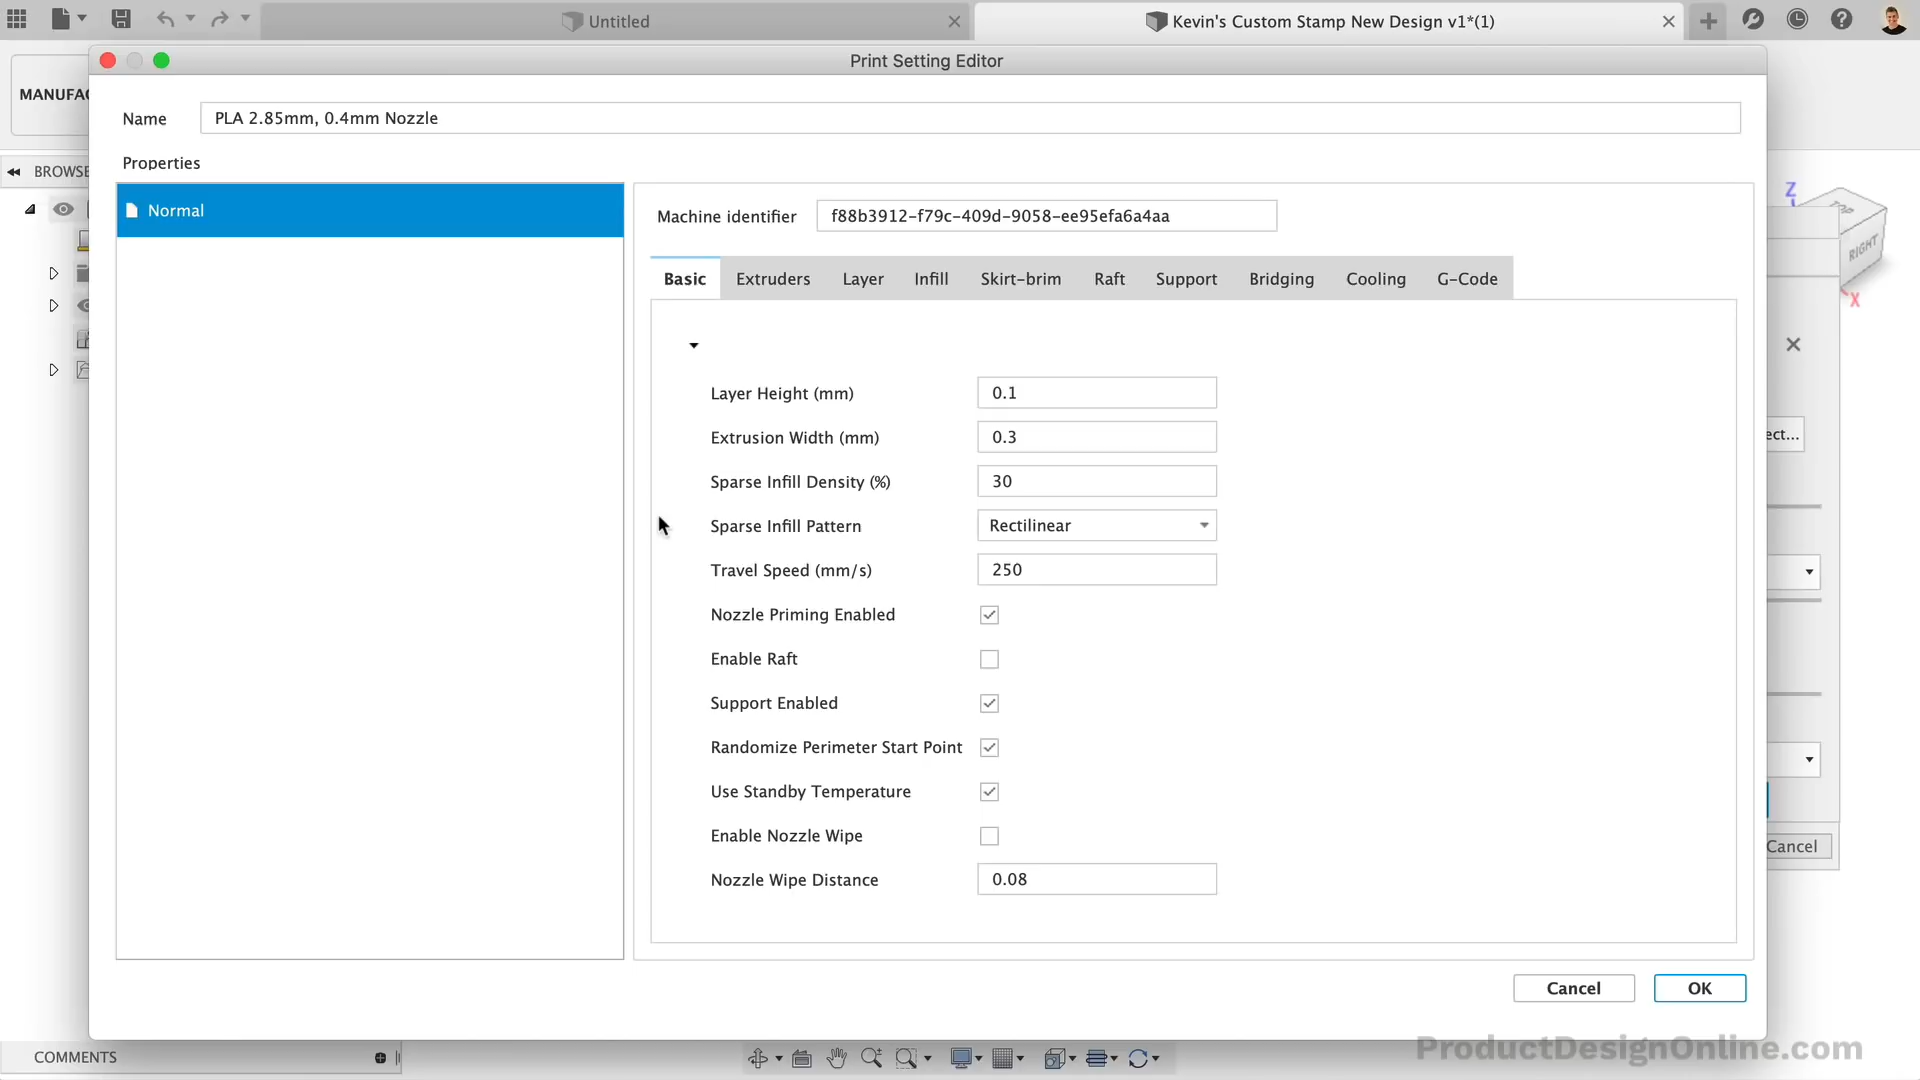 Untitled
Kevin's Custom Stamp New Design v1*(1)
Print Setting Editor
MANUFAC
Name
PLA 2.85mm, 0.4mm Nozzle
Properties
BROWSE
Normal
Machine identifier
f88b3912-f79c-409d-9058-ee95efa6a4aa
Basic
Extruders
Layer
Infill
Skirt-brim
Raft
Support
Bridging
Cooling
G-Code
Z
TOP
RIGHT
X
Layer Height (mm)
0.1
Extrusion Width (mm)
0.3
ect...
Sparse Infill Density (%)
30
Sparse Infill Pattern
Rectilinear
Travel Speed (mm/s)
250
Nozzle Priming Enabled
Enable Raft
Support Enabled
Randomize Perimeter Start Point
Use Standby Temperature
Enable Nozzle Wipe
Cancel
Nozzle Wipe Distance
0.08
Cancel
OK
COMMENTS
ProductDesignOnline.com